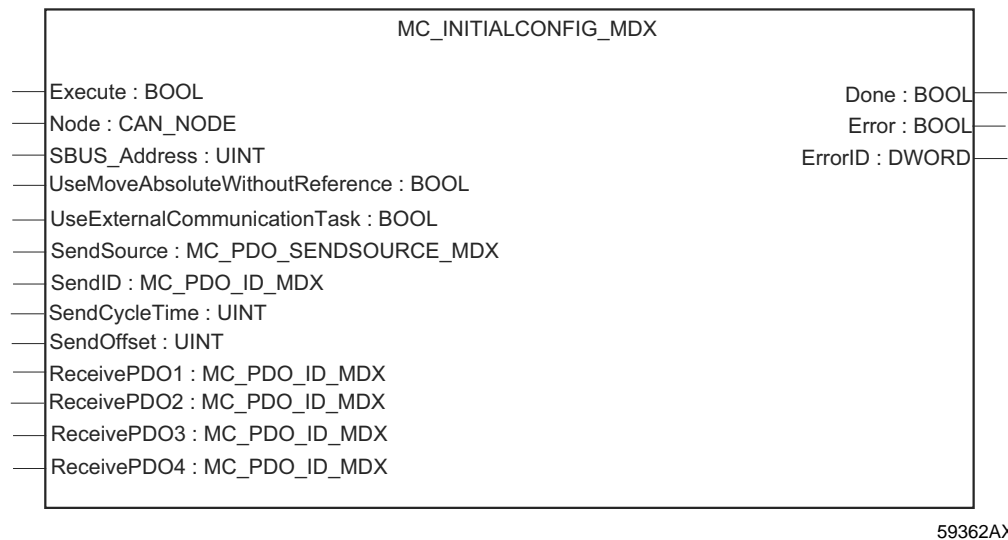 MC_INITIALCONFIG_MDX
Execute : BOOL
Node : CAN_NODE
SBUS_Address : UINT
UseMoveAbsoluteWithoutReference : BOOL
UseExternalCommunicationTask : BOOL
SendSource : MC_PDO_SENDSOURCE_MDX
SendID : MC_PDO_ID_MDX
SendCycleTime : UINT
SendOffset : UINT
ReceivePDO1 : MC_PDO_ID_MDX
ReceivePDO2 : MC_PDO_ID_MDX
ReceivePDO3 : MC_PDO_ID_MDX
ReceivePDO4 : MC_PDO_ID_MDX
Done : BOOL
Error : BOOL
ErrorID : DWORD
59362AX